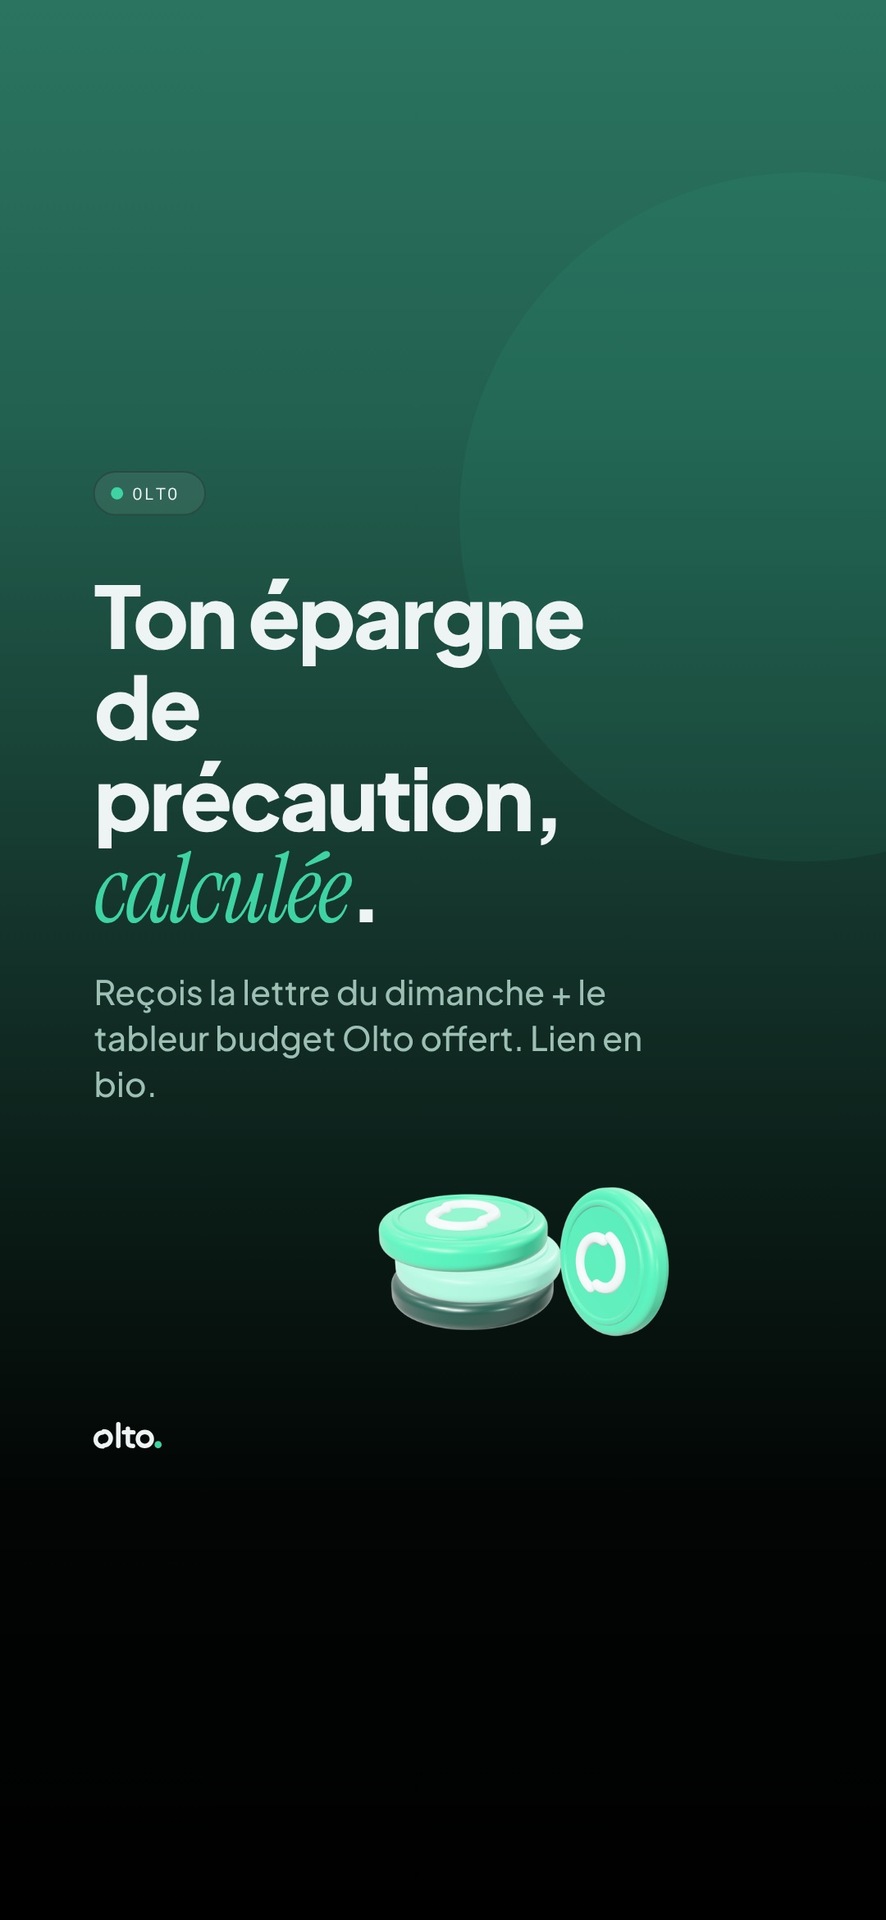 OLTO
Ton épargne
de
précaution,
calculée.
Reçois la lettre du dimanche + le
tableur budget Olto offert. Lien en
bio.
olto.